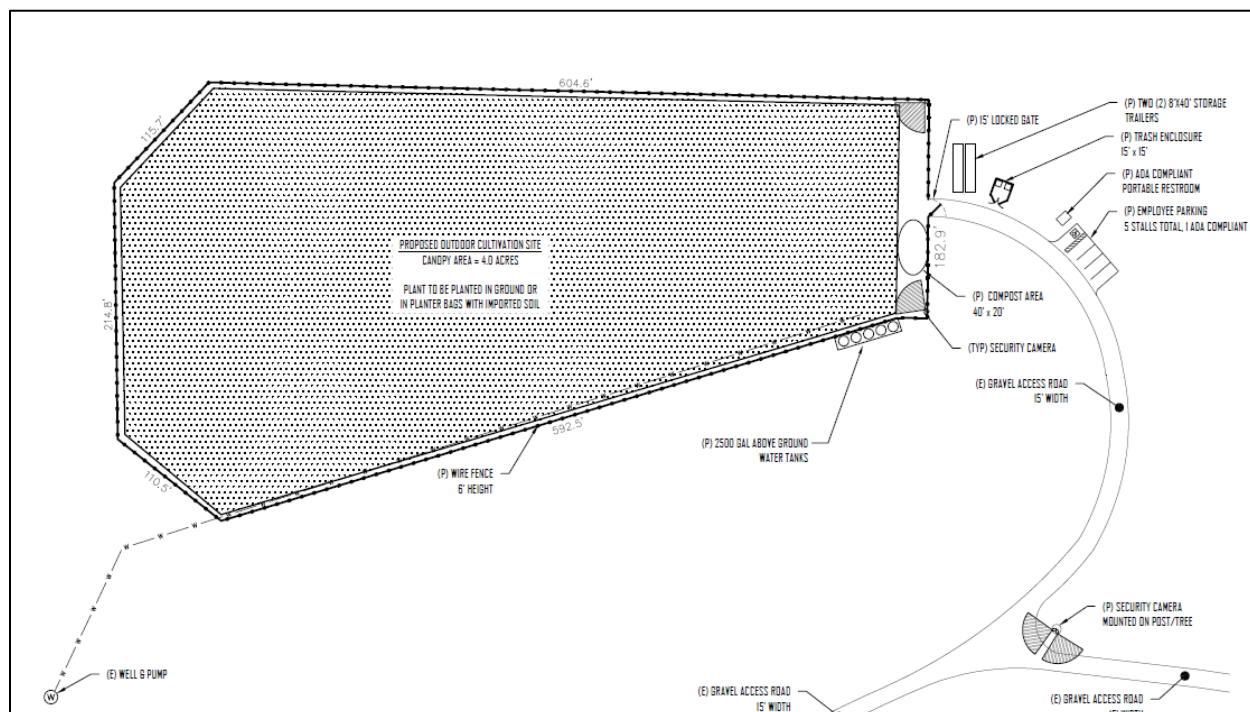 604.6'
115.7'
(P) 15' LOCKED GATE
(P) TWO (2) 8'X40' STORAGE
TRAILERS
(P) TRASH ENCLOSURE
15' x 15'
(P) ADA COMPLIANT
PORTABLE RESTROOM
(P) EMPLOYEE PARKING
5 STALLS TOTAL, 1 ADA COMPLIANT
182.9'
PROPOSED OUTDOOR CULTIVATION SITE
CANOPY AREA = 4.0 ACRES
PLANT TO BE PLANTED IN GROUND OR
IN PLANTER BAGS WITH IMPORTED SOIL
214.8'
(P) COMPOST AREA
40' x 20'
(TYP) SECURITY CAMERA
(E) GRAVEL ACCESS ROAD
15' WIDTH
592.5'
(P) 2500 GAL ABOVE GROUND
WATER TANKS
(P) WIRE FENCE
6' HEIGHT
110.5'
W W W W W W W
(P) SECURITY CAMERA
MOUNTED ON POST/TREE
W
(E) WELL & PUMP
(E) GRAVEL ACCESS ROAD
15' WIDTH
(E) GRAVEL ACCESS ROAD